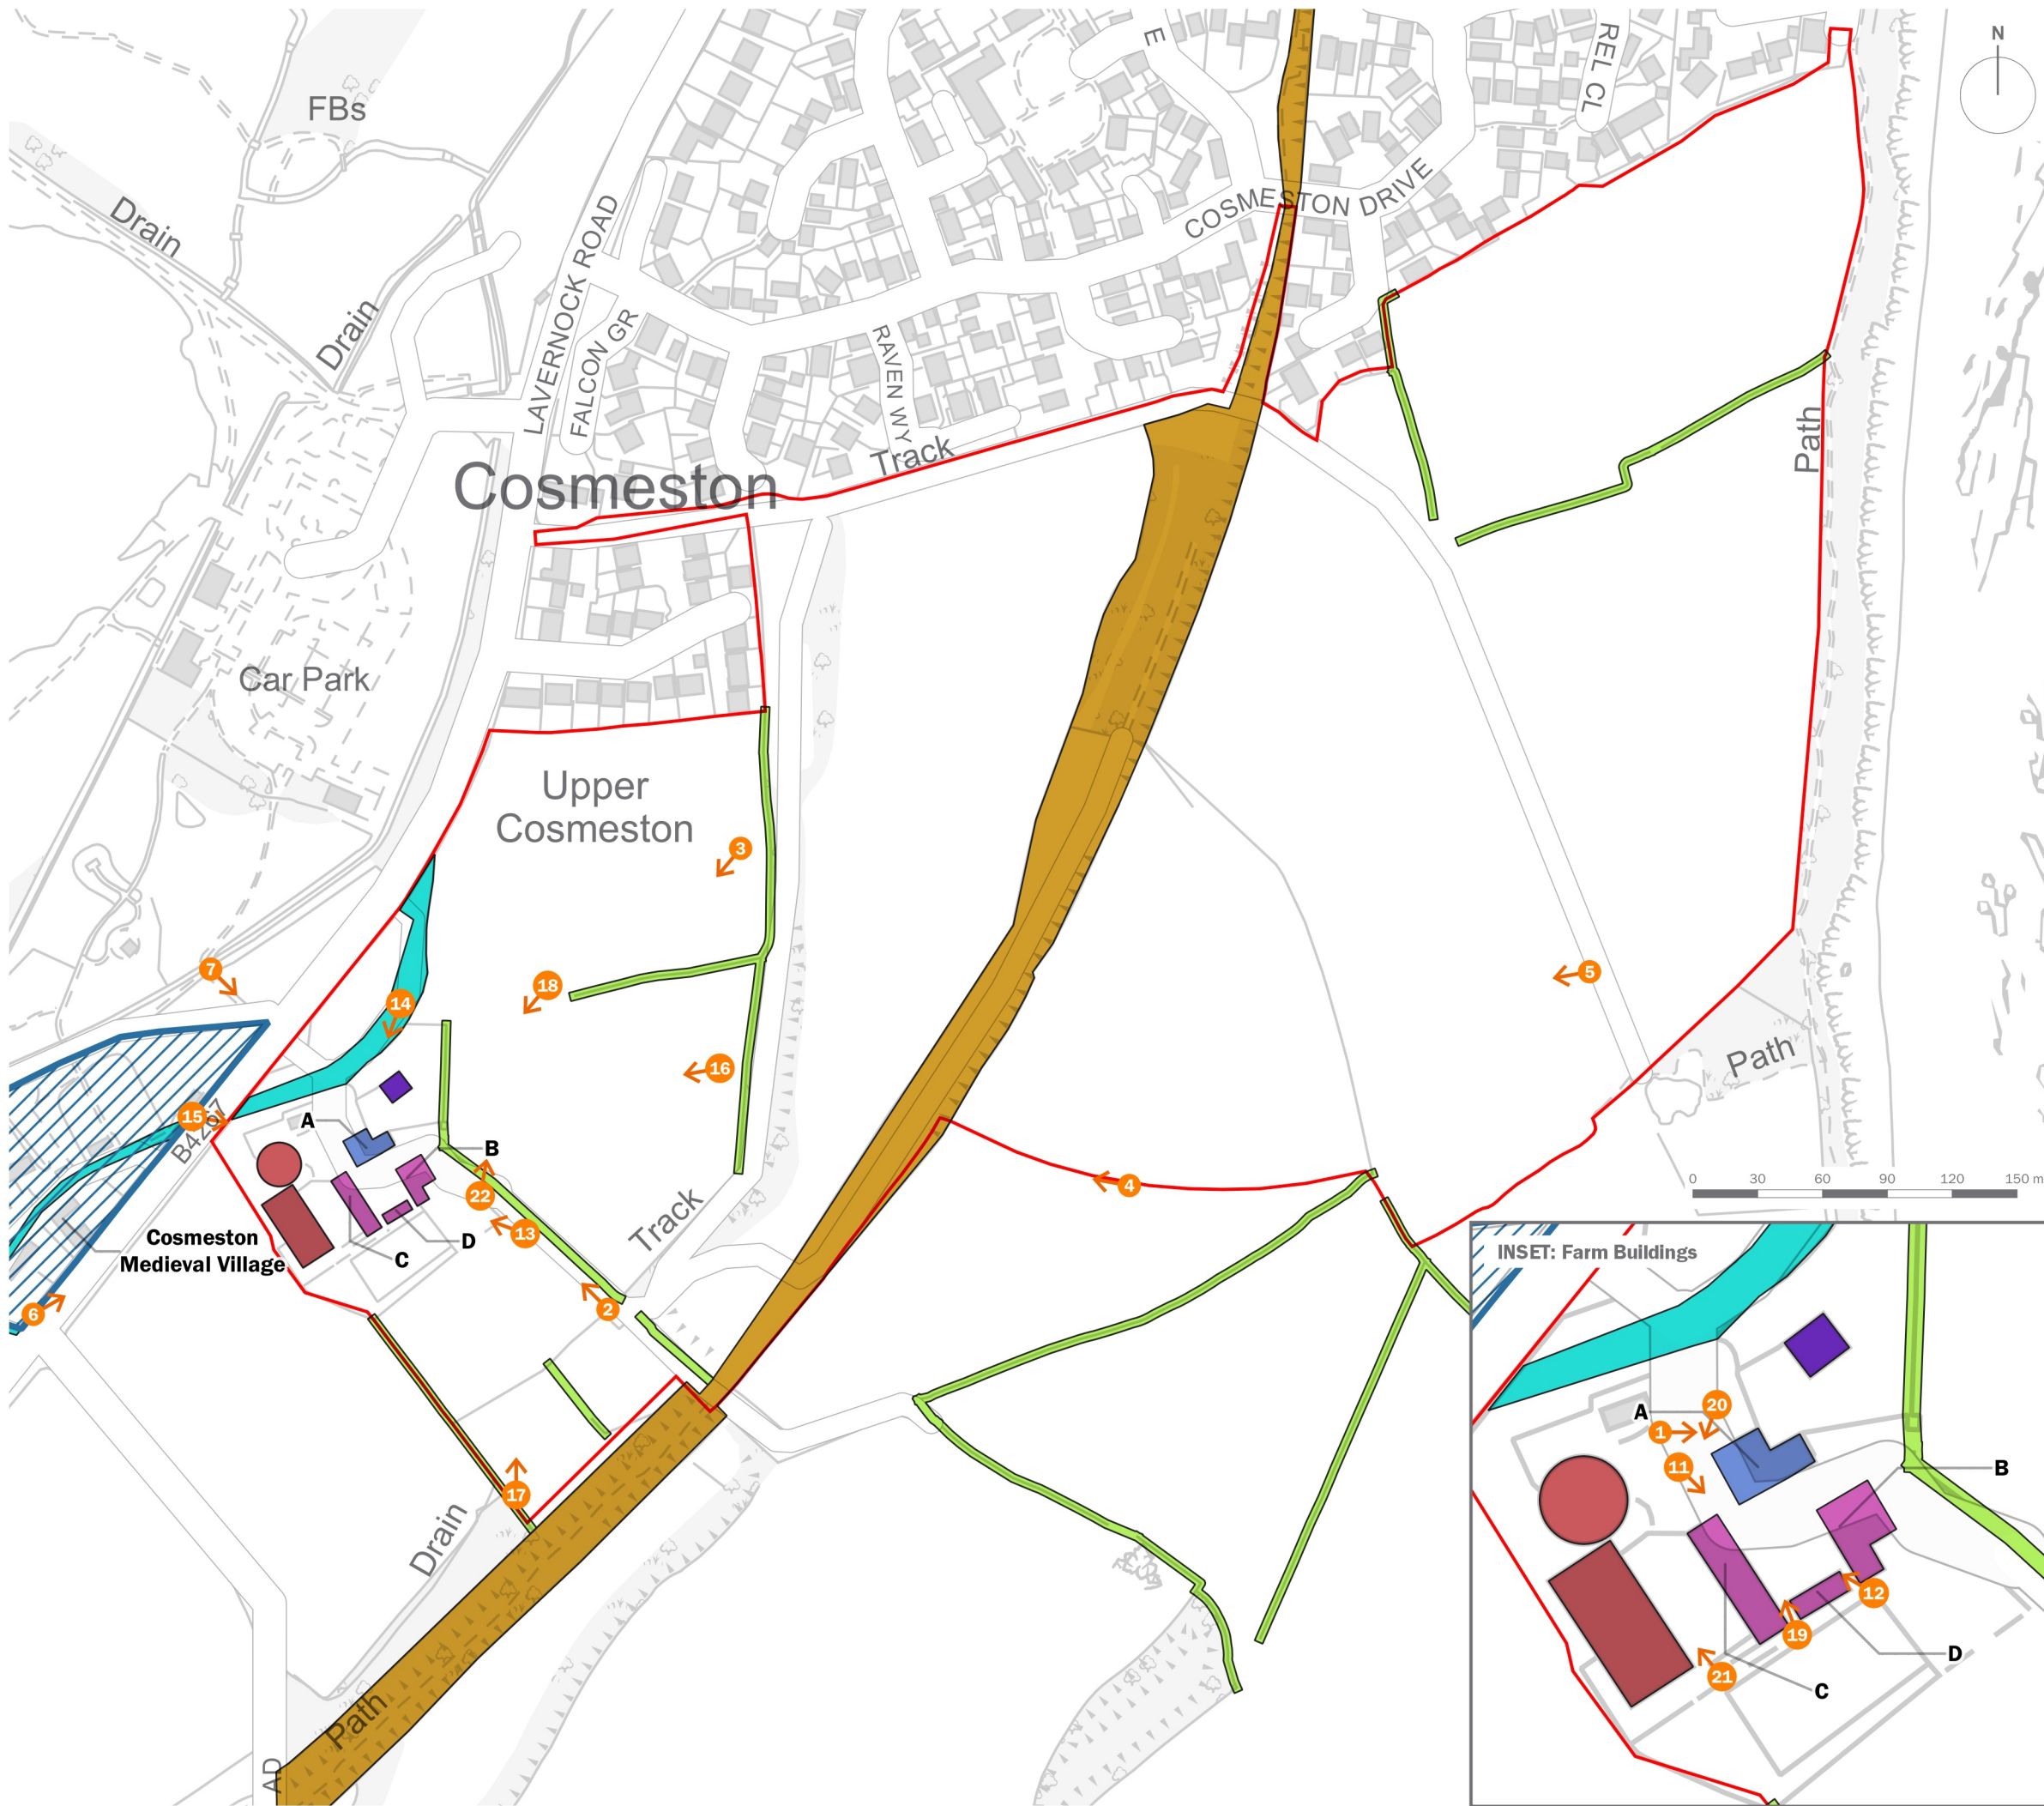 E
REL CL
N
FBs
Drain
COSMESTON DRIVE
LAVERNOCK ROAD
Drain
FALCON GR
RAVEN WY
Track
Path
Cosmeston
Car Park
Upper
Cosmeston
3
7
18
5
14
16
Path
15
A
B
4
0 30 60 90 120 150 m
22
Track
Cosmeston
Medieval Village
13
D
C
INSET: Farm Buildings
6
2
20
A
1
11
B
17
12
Drain
19
D
21
C
Path
AD